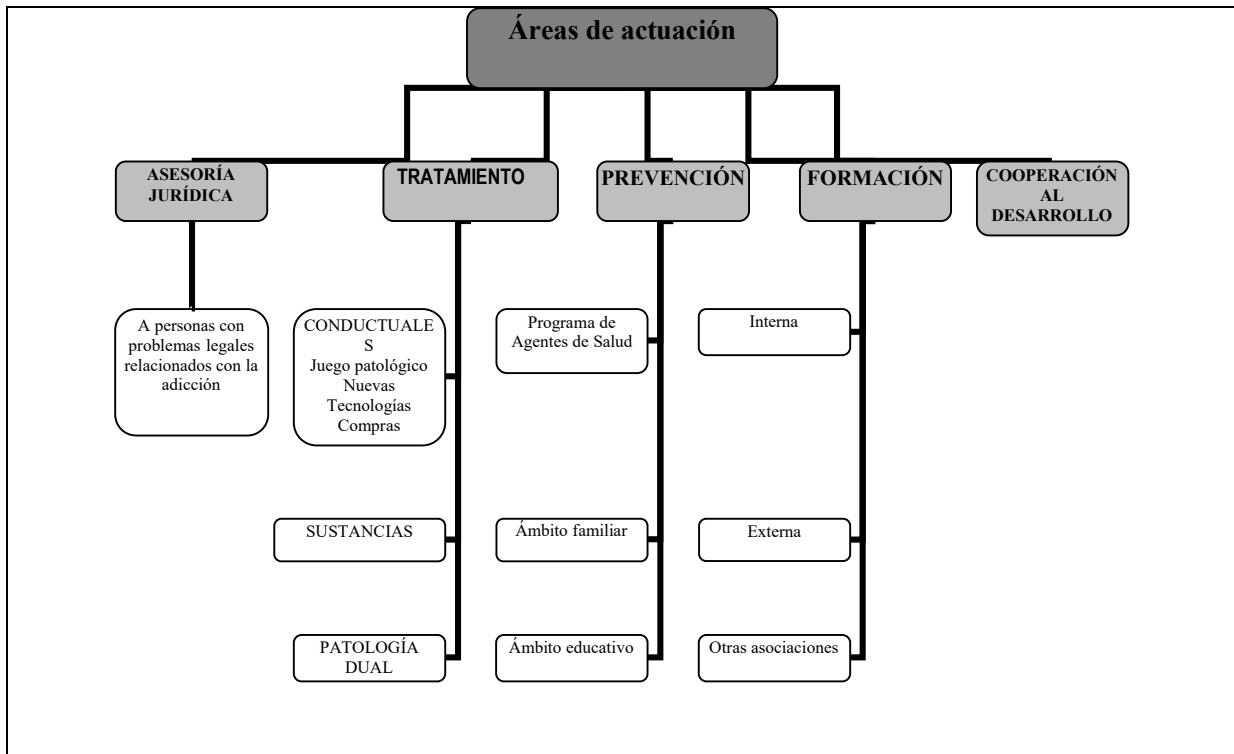 Áreas de actuación
ASESORÍA
JURÍDICA
TRATAMIENTO
PREVENCIÓN
FORMACIÓN
COOPERACIÓN
AL
DESARROLLO
A personas con
problemas legales
relacionados con la
adicción
CONDUCTUALE
S
Juego patológico
Nuevas
Tecnologías
Compras
Programa de
Agentes de Salud
Interna
SUSTANCIAS
Ámbito familiar
Externa
PATOLOGÍA
DUAL
Ámbito educativo
Otras asociaciones